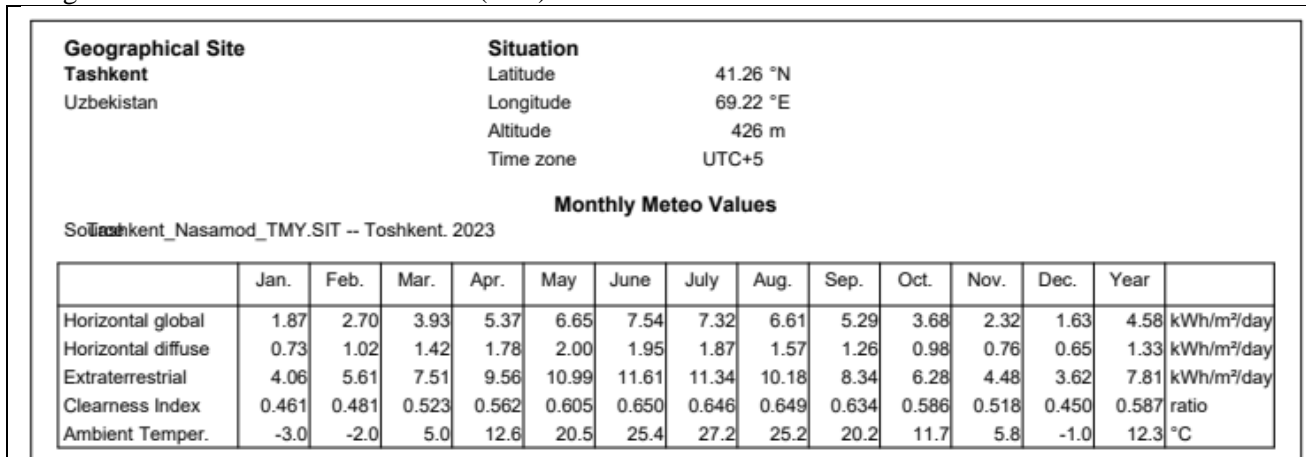 Geographical Site Situation
Tashkent Latitude 41.26 °N
Uzbekistan Longitude 69.22 °E
Altitude 426 m
Time zone UTC+5
Monthly Meteo Values
Tashkent_Nasamod_TMY.SIT -- Toshkent. 2023
Jan. Feb. Mar. Apr. May June July Aug. Sep. Oct. Nov. Dec. Year
Horizontal global 1.87 2.70 3.93 5.37 6.65 7.54 7.32 6.61 5.29 3.68 2.32 1.63 4.58 kWh/m²/day
Horizontal diffuse 0.73 1.02 1.42 1.78 2.00 1.95 1.87 1.57 1.26 0.98 0.76 0.65 1.33 kWh/m²/day
Extraterrestrial 4.06 5.61 7.51 9.56 10.99 11.61 11.34 10.18 8.34 6.28 4.48 3.62 7.81 kWh/m²/day
Clearness Index 0.461 0.481 0.523 0.562 0.605 0.650 0.646 0.649 0.634 0.586 0.518 0.450 0.587 ratio
Ambient Temper. -3.0 -2.0 5.0 12.6 20.5 25.4 27.2 25.2 20.2 11.7 5.8 -1.0 12.3 °C